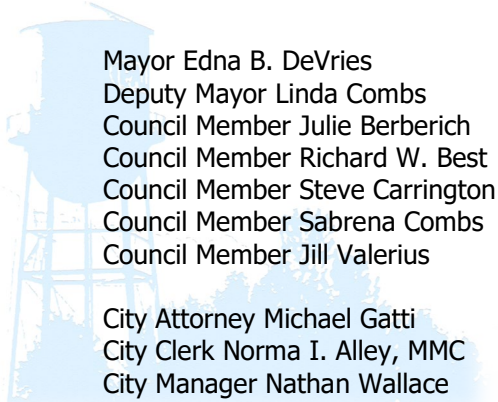 Mayor Edna B. DeVries
Deputy Mayor Linda Combs
Council Member Julie Berberich
Council Member Richard W. Best
Council Member Steve Carrington
Council Member Sabrena Combs
Council Member Jill Valerius
City Attorney Michael Gatti
City Clerk Norma I. Alley, MMC
City Manager Nathan Wallace